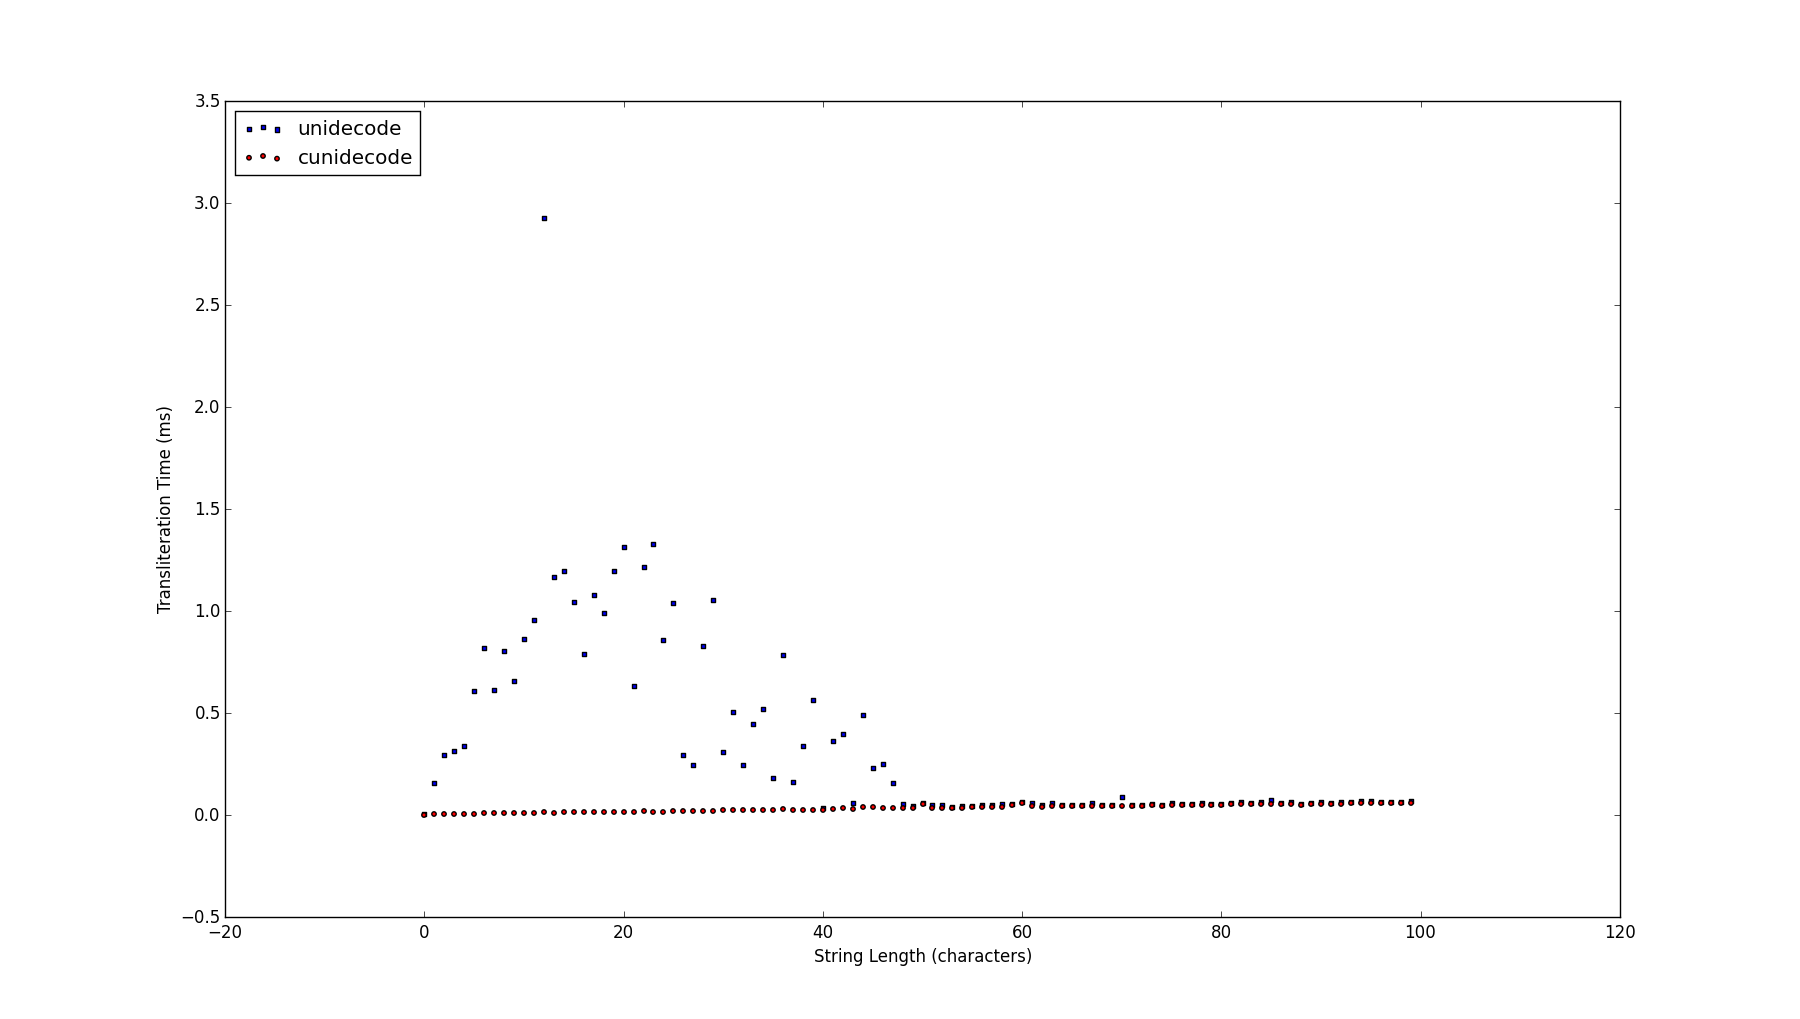 3.5
3.0
2.5
2.0
1.5
1.0
0.5
0.0
−0.5
−20 0 20 40 60 80 100 120
Transliteration Time (ms)
String Length (characters)
unidecode
cunidecode